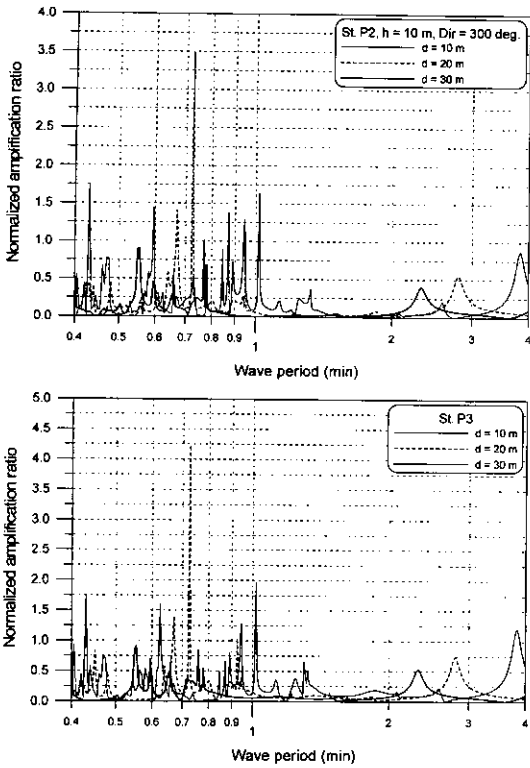 4.0
3.5
3.0
2.5
2.0
1.5
1.0
0.5
0.0
Normalized amplification ratio
St. P2, h = 10 m, Dir = 300 deg.
d = 10 m
d = 20 m
d = 30 m
0.4 0.5 0.6 0.7 0.8 0.9 1 2 3 4
Wave period (min)
5.0
4.5
4.0
3.5
3.0
2.5
2.0
1.5
1.0
0.5
0.0
Normalized amplification ratio
St. P3
d = 10 m
d = 20 m
d = 30 m
0.4 0.5 0.6 0.7 0.8 0.9 1 2 3 4
Wave period (min)